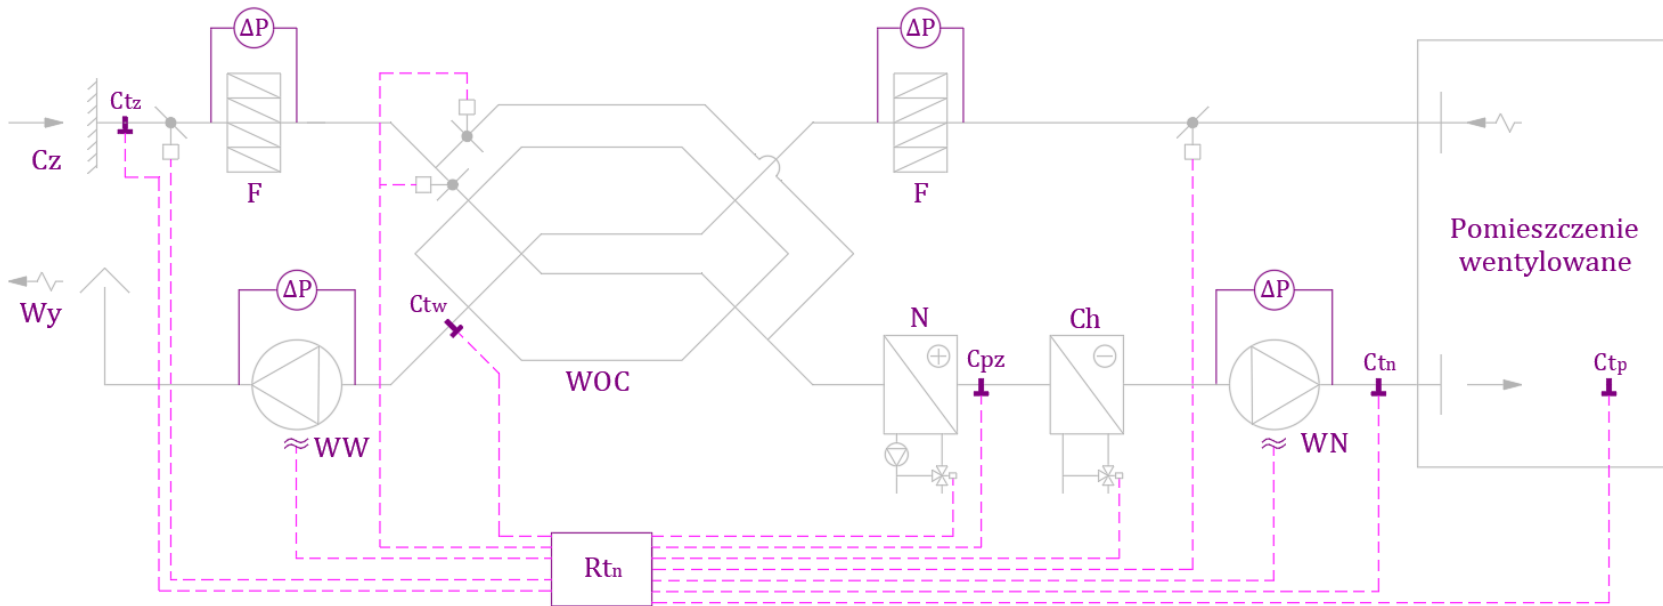 ΔP
ΔP
Ctz
Cz
F
F
Pomieszczenie
wentylowane
ΔP
ΔP
Wy
Ctw
N
Ch
WOC
Cpz
Ctn
Ctp
WW
WN
Rtn